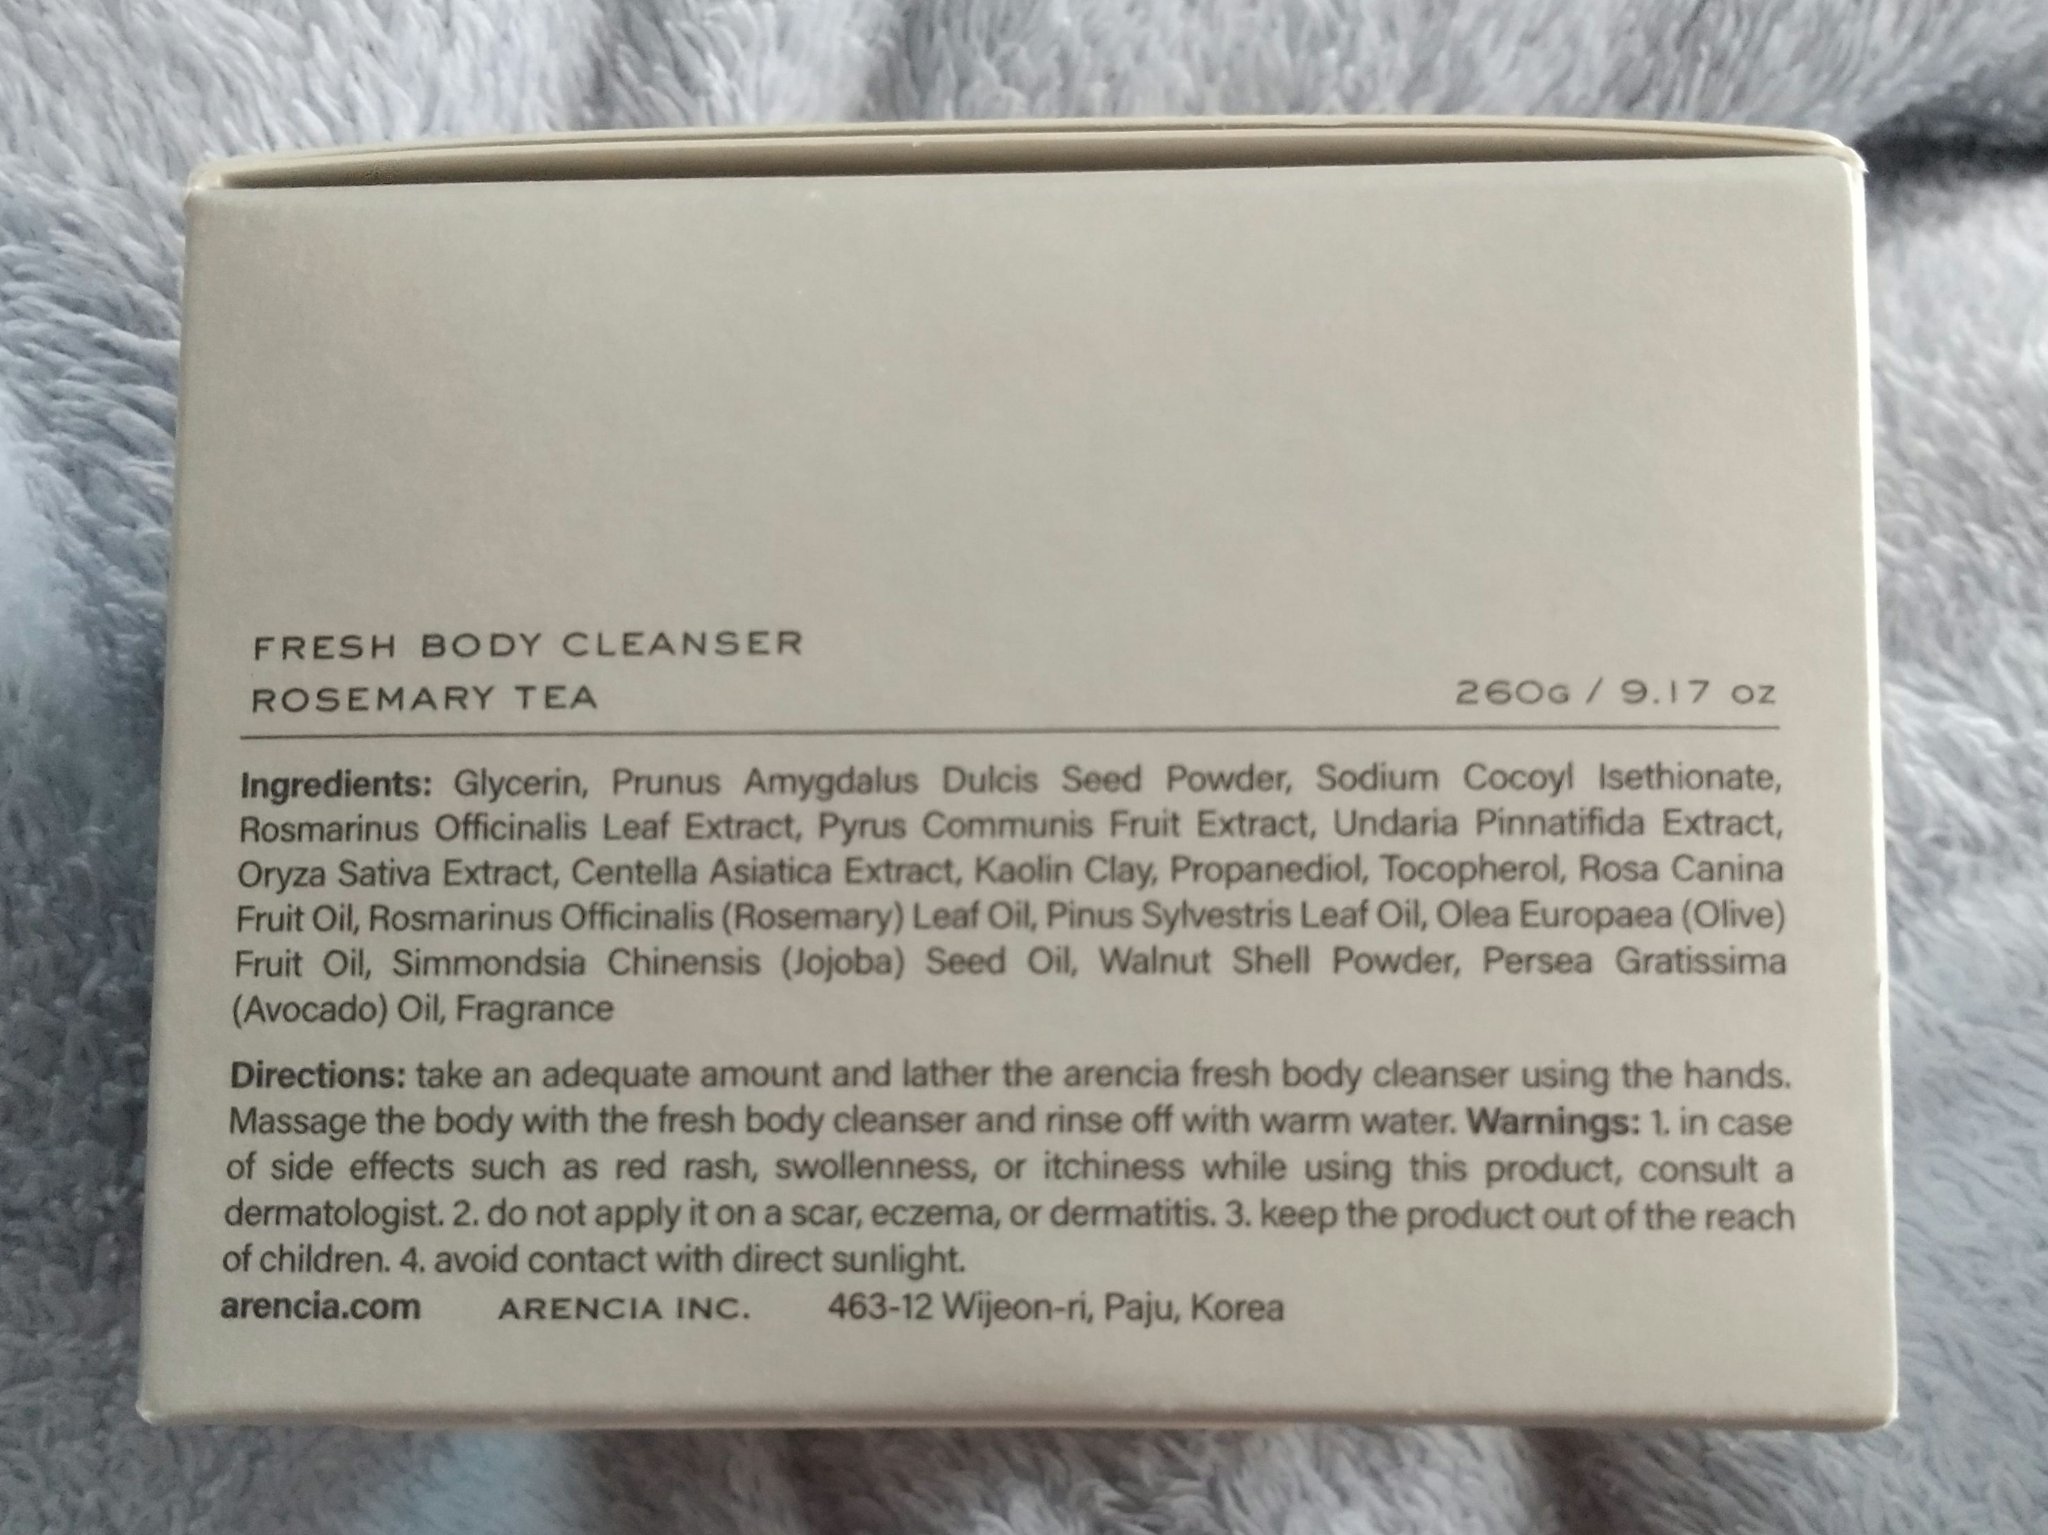 FRESH BODY CLEANSER
ROSEMARY TEA
260G / 9.17 OZ
Ingredients: Glycerin, Prunus Amygdalus Dulcis Seed Powder, Sodium Cocoyl Isethionate,
Rosmarinus Officinalis Leaf Extract, Pyrus Communis Fruit Extract, Undaria Pinnatifida Extract,
Oryza Sativa Extract, Centella Asiatica Extract, Kaolin Clay, Propanediol, Tocopherol, Rosa Canina
Fruit Oil, Rosmarinus Officinalis (Rosemary) Leaf Oil, Pinus Sylvestris Leaf Oil, Olea Europaea (Olive)
Fruit Oil, Simmondsia Chinensis (Jojoba) Seed Oil, Walnut Shell Powder, Persea Gratissima
(Avocado) Oil, Fragrance
Directions: take an adequate amount and lather the arencia fresh body cleanser using the hands.
Massage the body with the fresh body cleanser and rinse off with warm water. Warnings: 1. in case
of side effects such as red rash, swollenness, or itchiness while using this product, consult a
dermatologist. 2. do not apply it on a scar, eczema, or dermatitis. 3. keep the product out of the reach
of children. 4. avoid contact with direct sunlight.
arencia.com ARENCIA INC. 463-12 Wijeon-ri, Paju, Korea